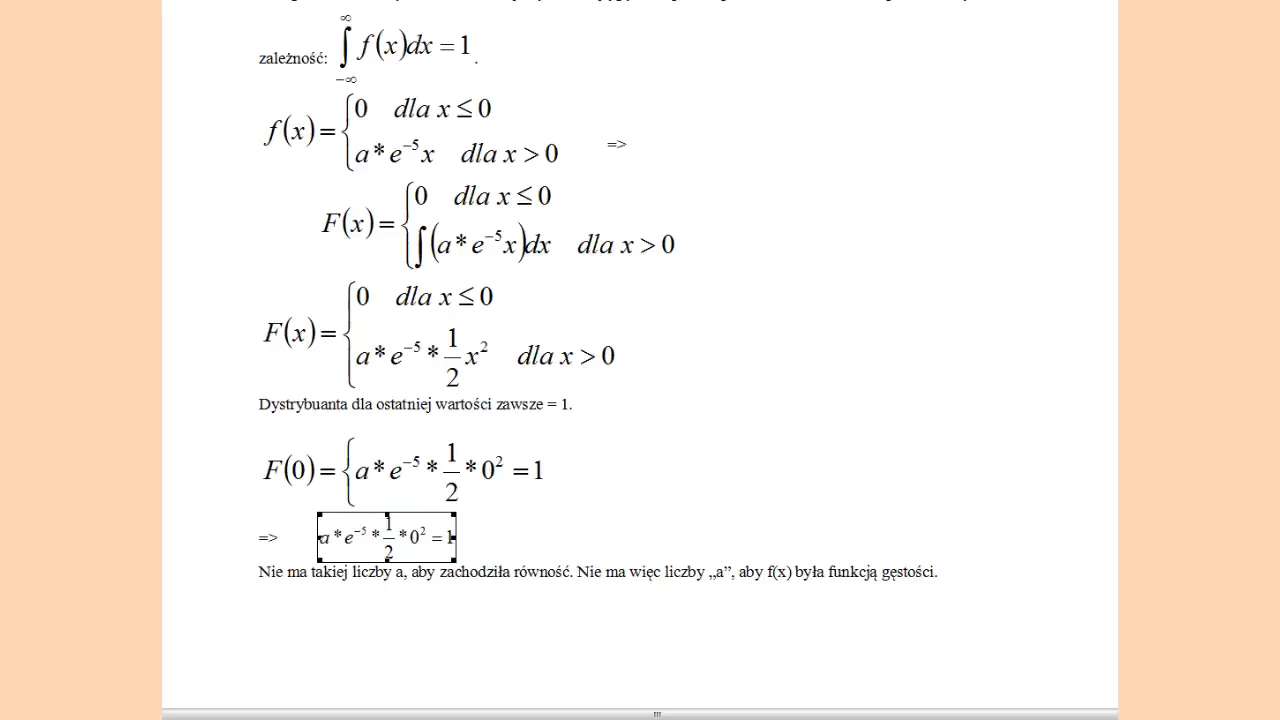 zależność: ∫_{-∞}^{∞} f(x)dx = 1 .
f(x) = { 0 dla x ≤ 0
a * e^{-5} x dla x > 0 =>
F(x) = { 0 dla x ≤ 0
∫(a * e^{-5} x)dx dla x > 0
F(x) = { 0 dla x ≤ 0
a * e^{-5} * 1/2 x^2 dla x > 0
Dystrybuanta dla ostatniej wartości zawsze = 1.
F(0) = { a * e^{-5} * 1/2 * 0^2 = 1
=> a * e^{-5} * 1/2 * 0^2 = 1
Nie ma takiej liczby a, aby zachodziła równość. Nie ma więc liczby „a”, aby f(x) była funkcją gęstości.